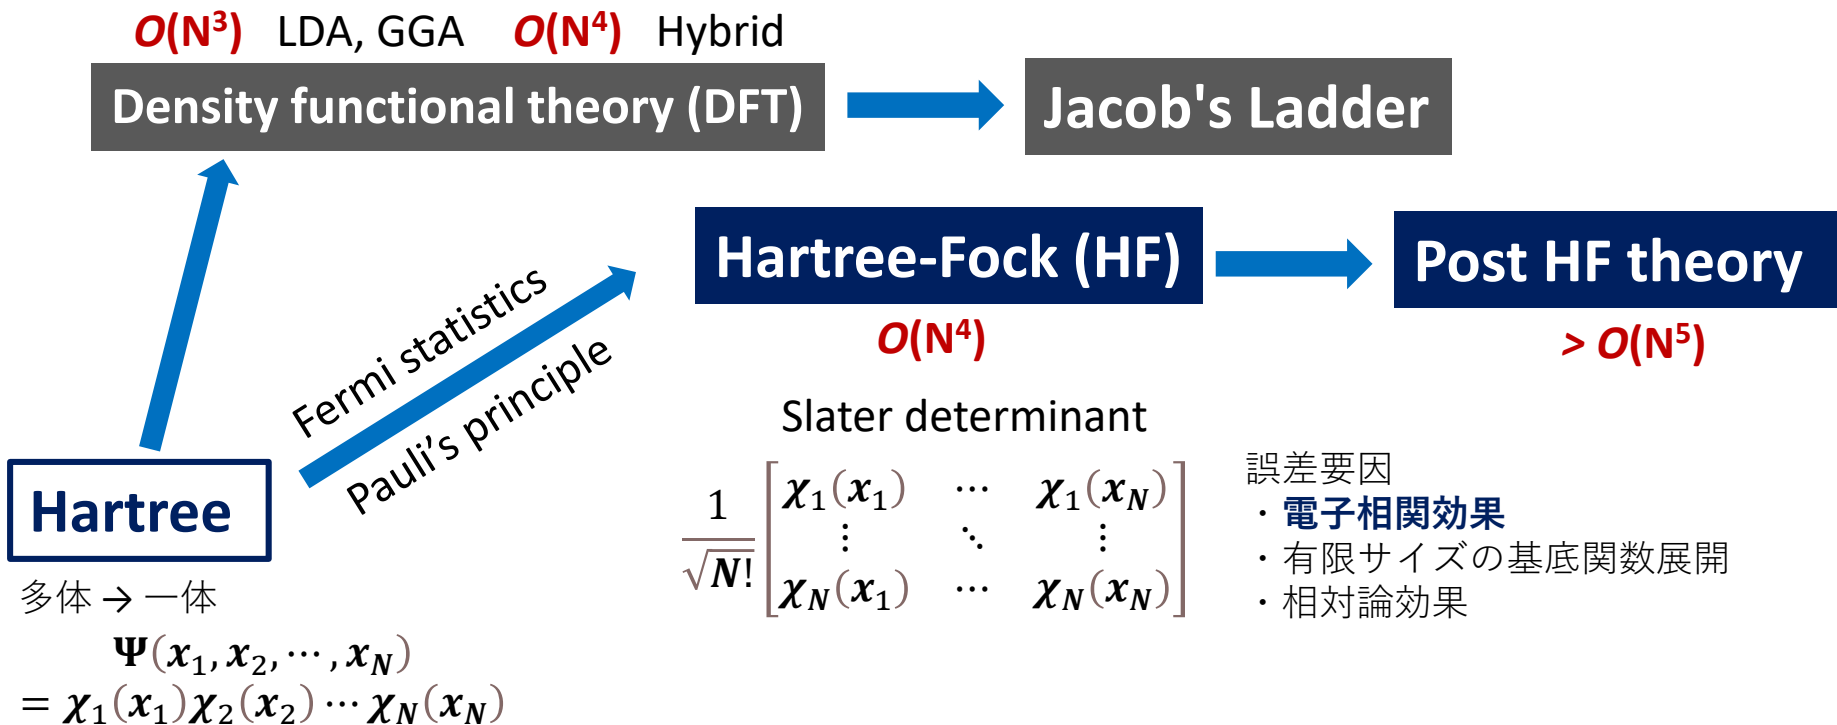 O(N³) LDA, GGA O(N⁴) Hybrid
Density functional theory (DFT)
Jacob's Ladder
Hartree-Fock (HF)
Post HF theory
O(N⁴)
> O(N⁵)
Fermi statistics
Pauli’s principle
Hartree
多体 → 一体
Ψ(x₁, x₂, ⋯ , x_N)
= χ₁(x₁)χ₂(x₂) ⋯ χ_N(x_N)
Slater determinant
1/√N! [χ₁(x₁) ⋯ χ₁(x_N)
⋮ ⋱ ⋮
χ_N(x₁) ⋯ χ_N(x_N)]
誤差要因
・電子相関効果
・有限サイズの基底関数展開
・相対論効果